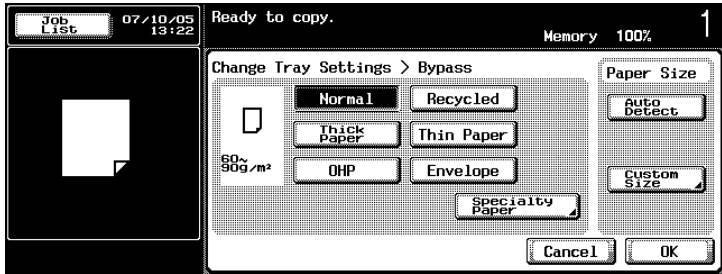 Job
List
07/10/05
13:22
Ready to copy.
Memory 100%
1
Change Tray Settings > Bypass
Paper Size
Normal
Recycled
Auto
Detect
Thick
Paper
Thin Paper
60~
90g/m²
OHP
Envelope
Custom
Size
Specialty
Paper
Cancel
OK